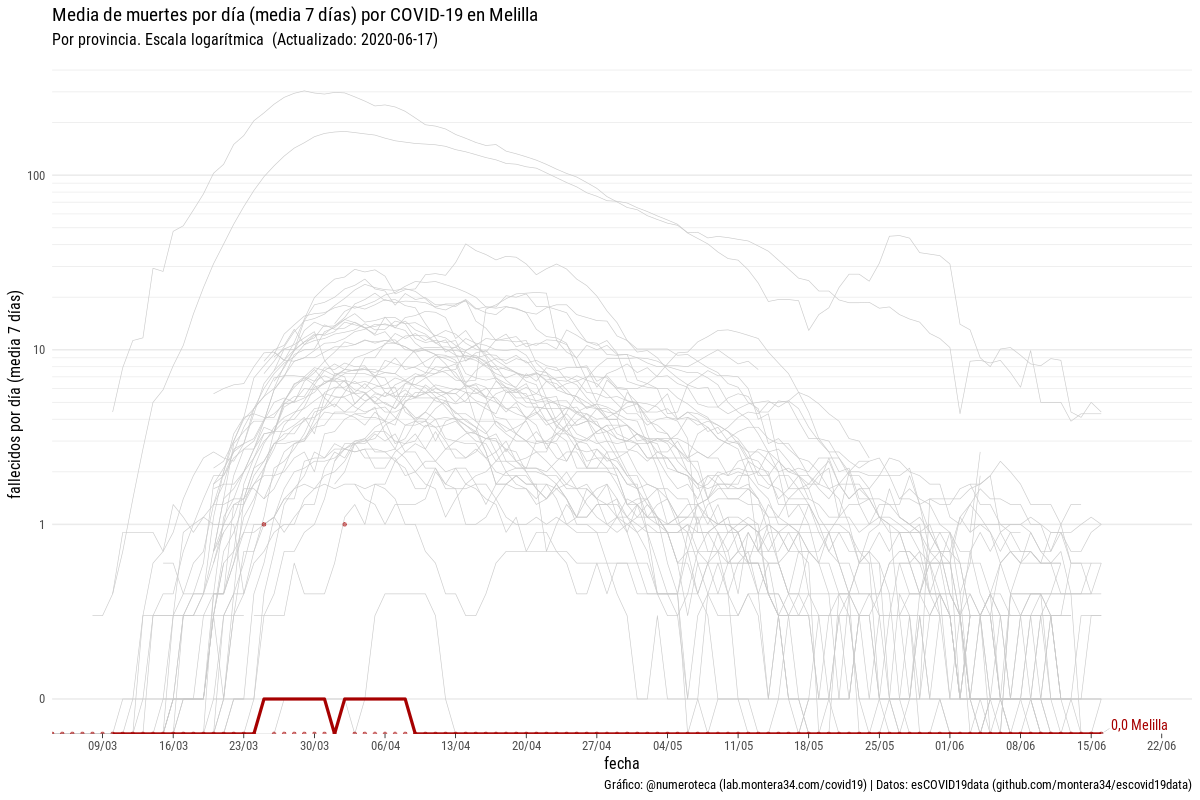 Media de muertes por día (media 7 días) por COVID-19 en Melilla
Por provincia. Escala logarítmica  (Actualizado: 2020-06-17)
fallecidos por día (media  7 días)
100
10
1
0
0,0 Melilla
09/03 16/03 23/03 30/03 06/04 13/04 20/04 27/04 04/05 11/05 18/05 25/05 01/06 08/06 15/06 22/06
fecha
Gráfico: @numeroteca (lab.montera34.com/covid19) | Datos: esCOVID19data (github.com/montera34/escovid19data)